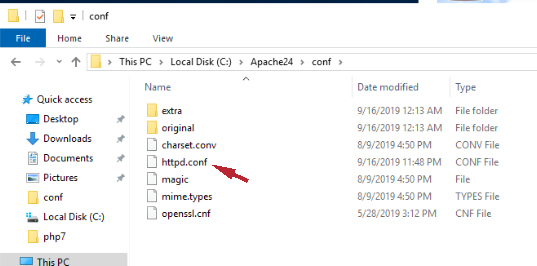 conf
File Home Share View
This PC Local Disk (C:) Apache24 conf
Name Date modified Type
Quick access
Desktop
Downloads
Documents
Pictures
conf
Local Disk (C:)
php7
This PC
extra 9/16/2019 12:13 AM File folder
original 9/16/2019 12:13 AM File folder
charset.conv 8/9/2019 4:50 PM CONV File
httpd.conf 9/16/2019 11:48 PM CONF File
magic 8/9/2019 4:50 PM File
mime.types 8/9/2019 4:50 PM TYPES File
openssl.cnf 5/28/2019 3:12 PM CNF File